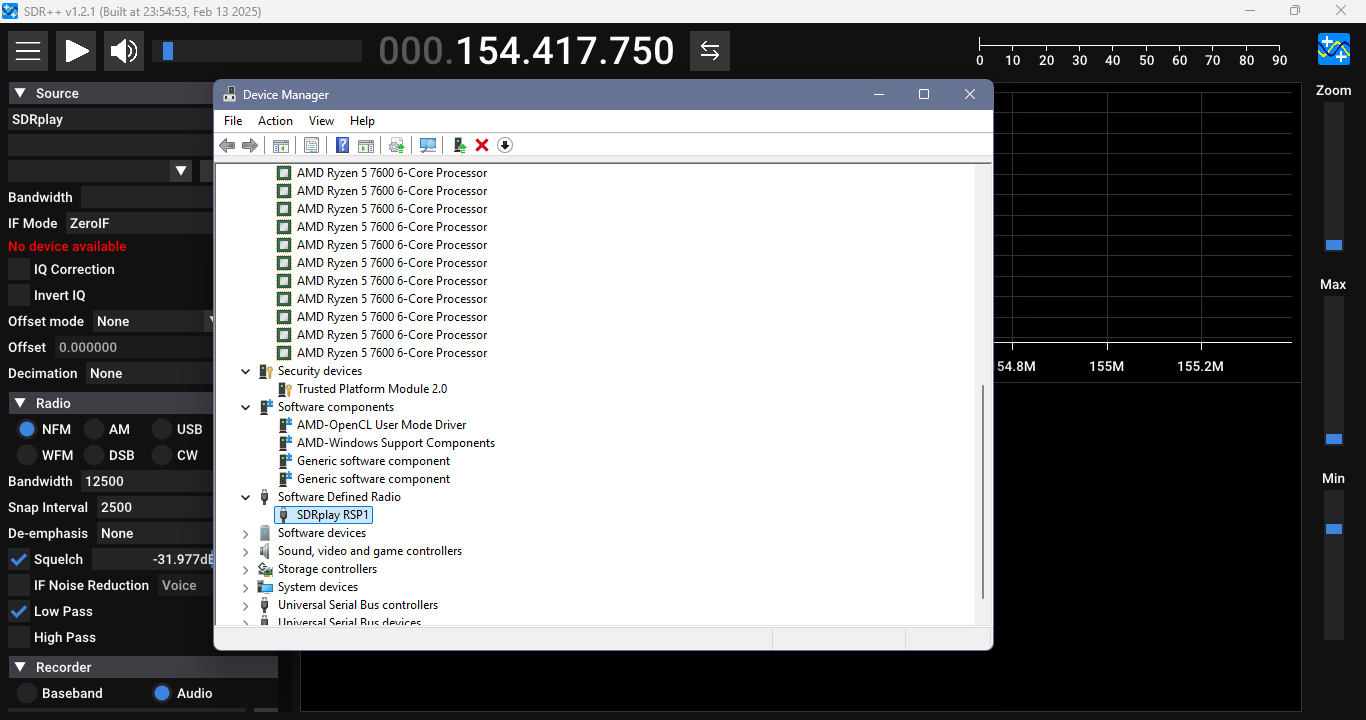 SDR++ v1.2.1 (Built at 23:54:53, Feb 13 2025)
000.154.417.750
0 10 20 30 40 50 60 70 80 90
Source
SDRplay
Bandwidth
IF Mode ZeroIF
No device available
IQ Correction
Invert IQ
Offset mode None
Offset 0.000000
Decimation None
Radio
NFM AM USB
WFM DSB CW
Bandwidth 12500
Snap Interval 2500
De-emphasis None
Squelch -31.977dB
IF Noise Reduction Voice
Low Pass
High Pass
Recorder
Baseband Audio
Device Manager
File Action View Help
AMD Ryzen 5 7600 6-Core Processor
AMD Ryzen 5 7600 6-Core Processor
AMD Ryzen 5 7600 6-Core Processor
AMD Ryzen 5 7600 6-Core Processor
AMD Ryzen 5 7600 6-Core Processor
AMD Ryzen 5 7600 6-Core Processor
AMD Ryzen 5 7600 6-Core Processor
AMD Ryzen 5 7600 6-Core Processor
AMD Ryzen 5 7600 6-Core Processor
AMD Ryzen 5 7600 6-Core Processor
AMD Ryzen 5 7600 6-Core Processor
Security devices
Trusted Platform Module 2.0
Software components
AMD-OpenCL User Mode Driver
AMD-Windows Support Components
Generic software component
Generic software component
Software Defined Radio
SDRplay RSP1
Software devices
Sound, video and game controllers
Storage controllers
System devices
Universal Serial Bus controllers
Universal Serial Bus devices
54.8M 155M 155.2M
Zoom
Max
Min